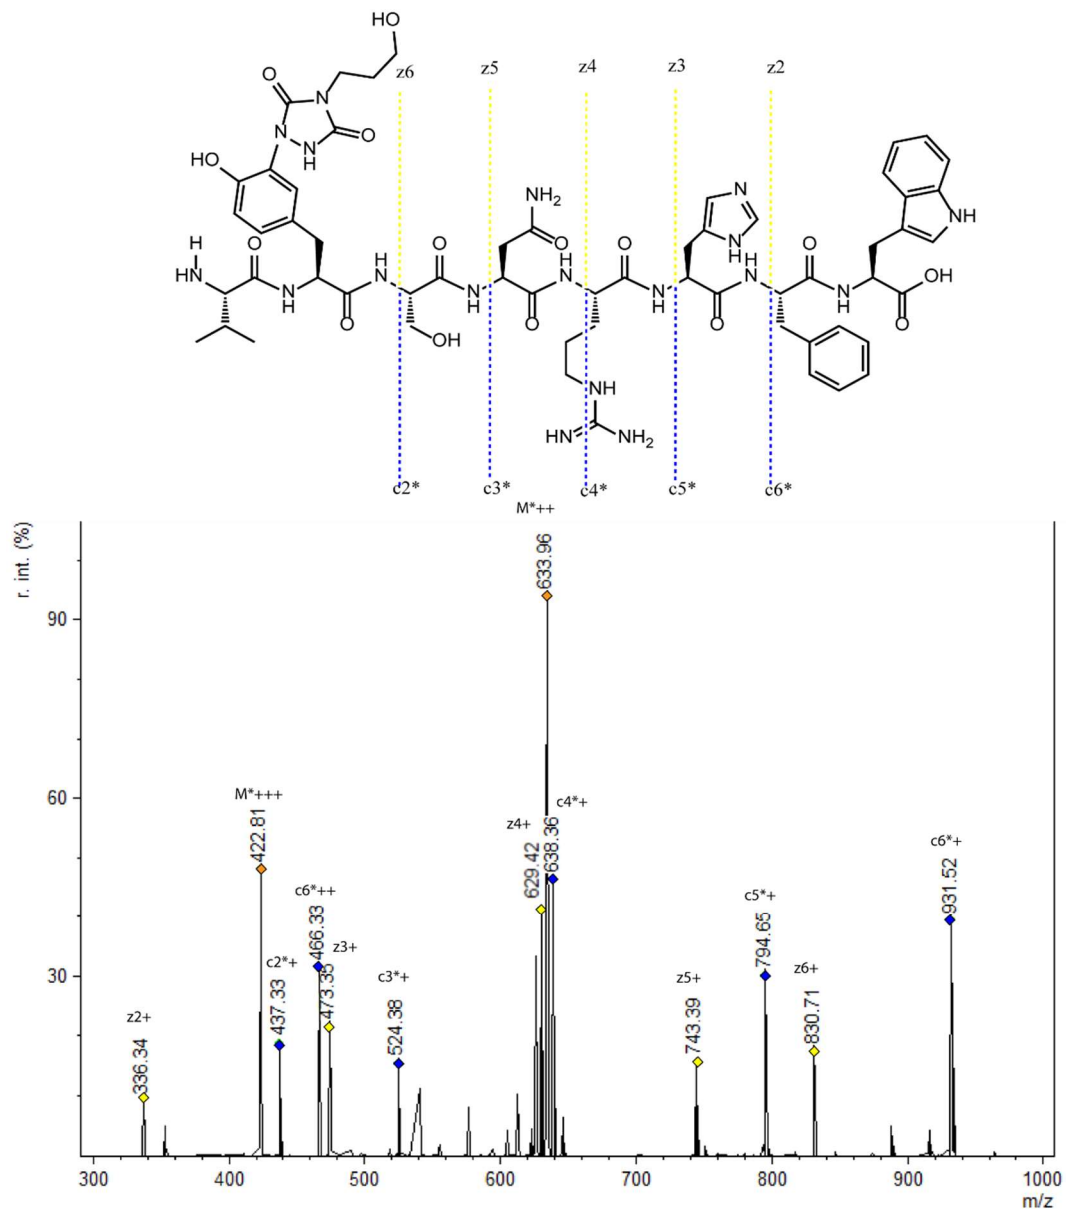 HO
z6
z5
z4
z3
z2
O
N
O
N
NH
HO
NH2
O
N
N
H
NH
H
HN
O
N
H
O
H
N
O
N
H
O
H
N
O
N
H
O
H
N
O
N
H
O
OH
O
OH
NH
HN
NH2
c2*
c3*
c4*
c5*
c6*
M*++
r. int. (%)
633.96
90
60
30
M*+++
422.81
c4*+
z4+
629.42
638.36
c6*+
931.52
c6*++
466.33
z3+
473.35
c5*+
794.65
c2*+
437.33
c3*+
524.38
z5+
743.39
z6+
830.71
z2+
336.34
300
400
500
600
700
800
900
1000
m/z